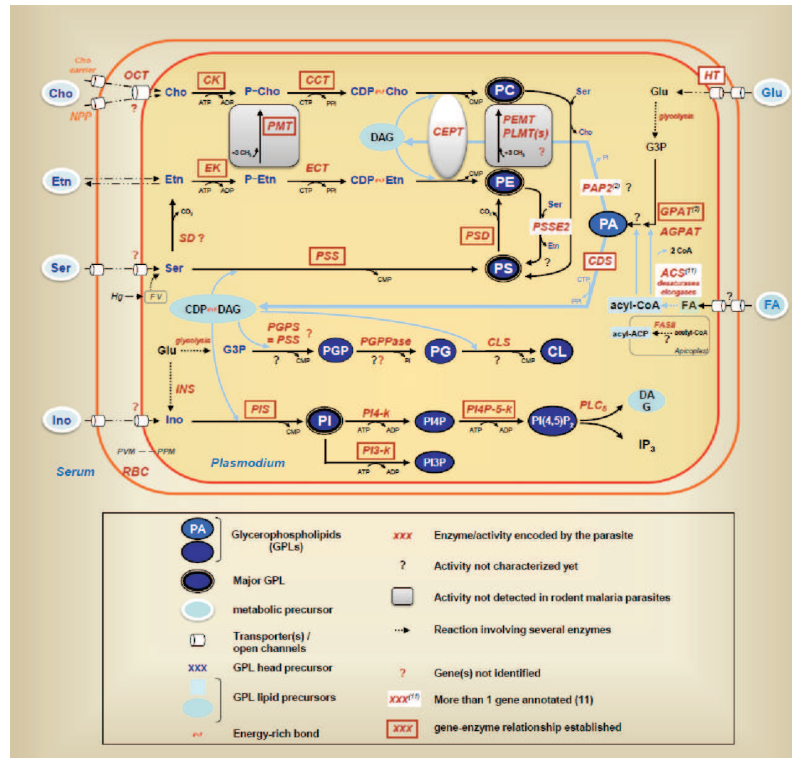 Cho carrier
OCT
CK
CCT
HT
Cho
Cho
ATP ADP
P~Cho
CTP PPi
CDP~Cho
CMP
PC
Ser
Glu
Glu
NPP
?
PMT
+3 CH3
DAG
CEPT
PEMT
PLMT(s)
+3 CH3
?
Cho
glycolysis
G3P
Etn
Etn
EK
ATP ADP
P~Etn
ECT
CTP PPi
CDP~Etn
CMP
PE
PI
PAP2(2) ?
PA
?
GPAT(2)
AGPAT
CO2
SD ?
CO2
PSD
Ser
PSSE2
Etn
?
CDS
2 CoA
Ser
?
Ser
PSS
CMP
PS
CTP
PPi
ACS(11)
desaturases
elongases
acyl-CoA
FA
?
FA
Hg
FV
CDP~DAG
acyl-ACP
FASII
?
acetyl-CoA
Apicoplast
Glu
glycolysis
G3P
PGPS
= PSS ?
?
CMP
PGP
PGPPase
??
PI
PG
CLS
?
CMP
CL
INS
Ino
?
Ino
PIS
CMP
PI
PI4-k
ATP ADP
PI4P
PI4P-5-k
ATP ADP
PI(4,5)P2
PLC5
DA
G
IP3
PI3-k
ATP ADP
PI3P
PVM
PPM
Serum
RBC
Plasmodium
PA
Glycerophospholipids
(GPLs)
xxx
Enzyme/activity encoded by the parasite
?
Activity not characterized yet
Major GPL
Activity not detected in rodent malaria parasites
metabolic precursor
Reaction involving several enzymes
Transporter(s) /
open channels
xxx
GPL head precursor
?
Gene(s) not identified
GPL lipid precursors
xxx(11)
More than 1 gene annotated (11)
~
Energy-rich bond
xxx
gene-enzyme relationship established